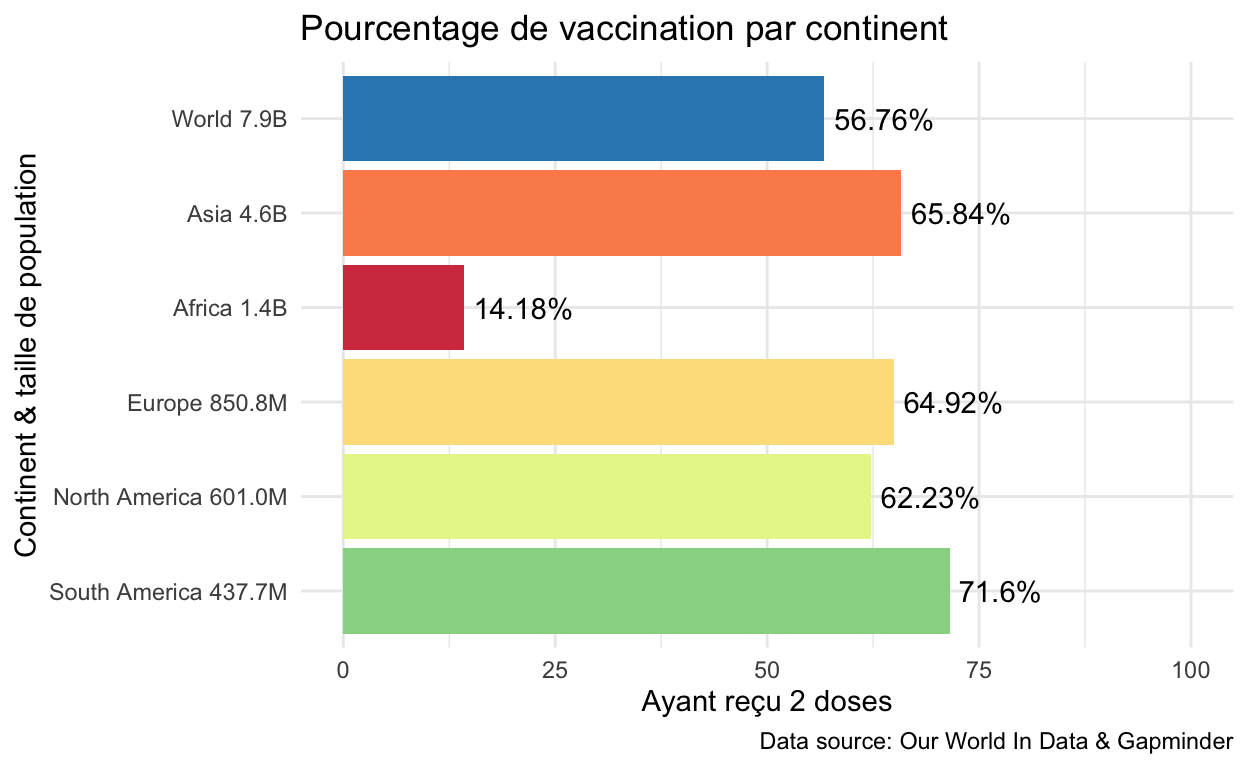 Pourcentage de vaccination par continent
Continent & taille de population
World 7.9B
56.76%
Asia 4.6B
65.84%
Africa 1.4B
14.18%
Europe 850.8M
64.92%
North America 601.0M
62.23%
South America 437.7M
71.6%
0 25 50 75 100
Ayant reçu 2 doses
Data source: Our World In Data & Gapminder